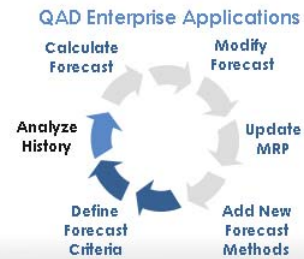 QAD Enterprise Applications
Calculate
Forecast
Modify
Forecast
Analyze
History
Update
MRP
Define
Forecast
Criteria
Add New
Forecast
Methods